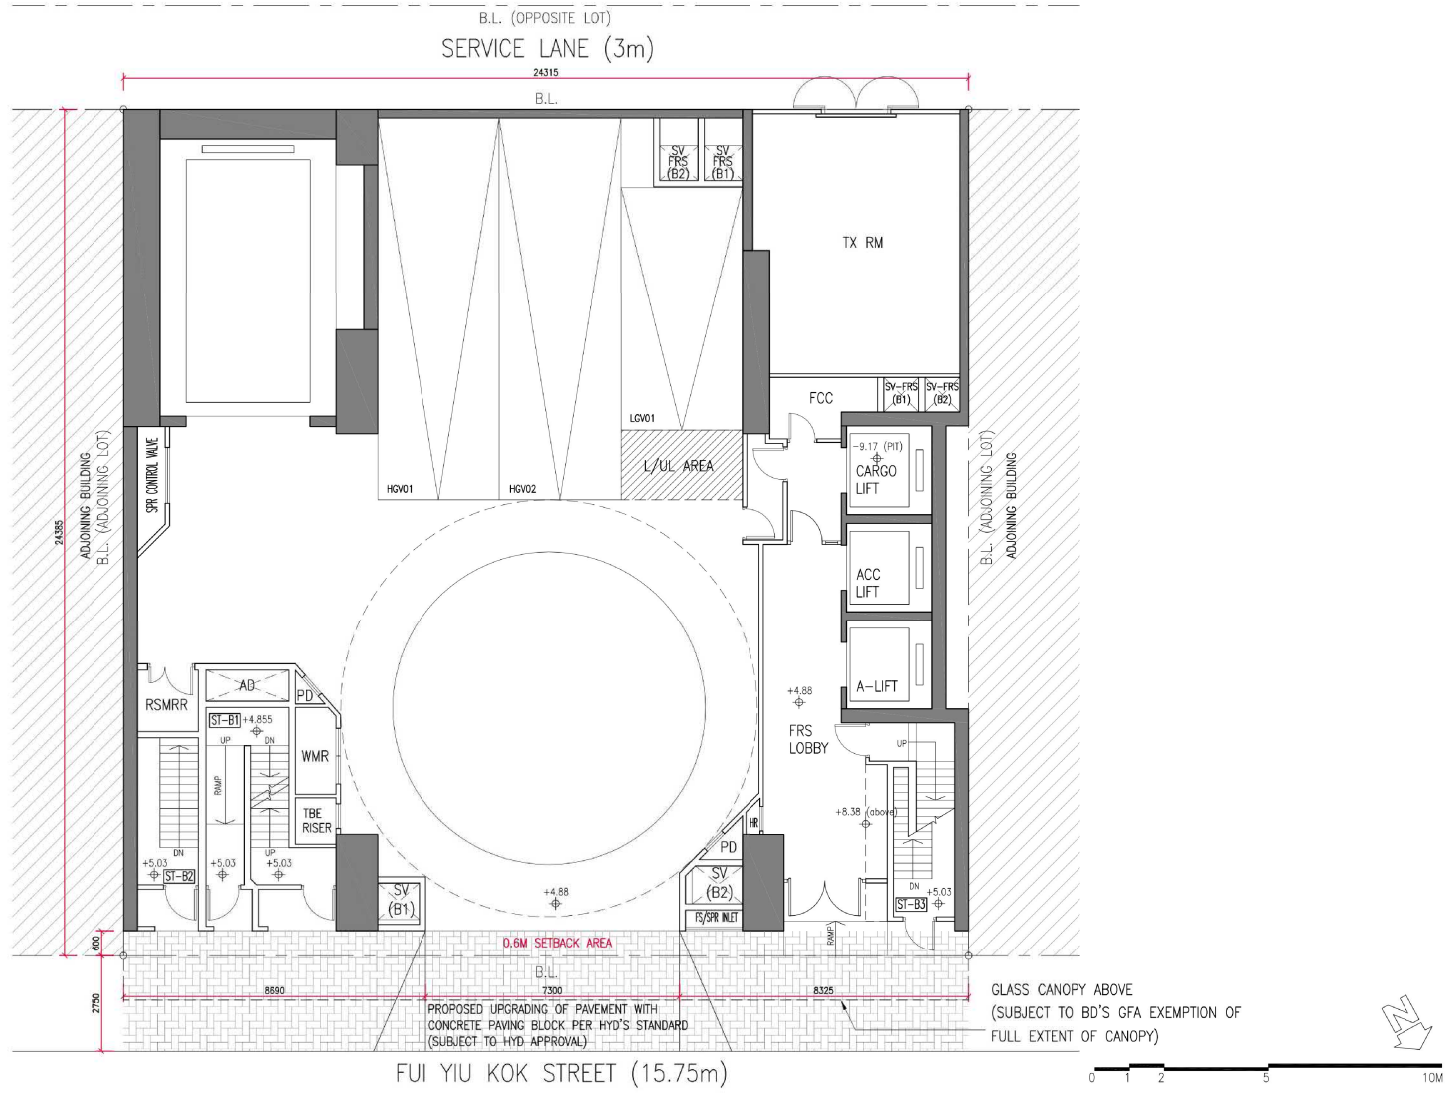 B.L. (OPPOSITE LOT)
SERVICE LANE (3m)
24315
B.L.
SV
FRS
(B2)
SV
FRS
(B1)
TX RM
FCC
SV-FRS
(B1)
SV-FRS
(B2)
LGV01
L/UL AREA
HGV01
HGV02
-9.17 (PIT)
CARGO
LIFT
SPR CONTROL VALVE
ADJOINING BUILDING
B.L. (ADJOINING LOT)
24385
B.L. (ADJOINING LOT)
ADJOINING BUILDING
ACC
LIFT
A-LIFT
+4.88
FRS
LOBBY
RSMRR
AD
PD
ST-B1
+4.855
UP
DN
WMR
RAMP
TBE
RISER
DN
UP
+5.03
ST-B2
+5.03
+5.03
SV
(B1)
+4.88
HR
PD
SV
(B2)
FS/SPR INLET
UP
+8.38 (above)
DN
+5.03
ST-B3
RAMP
600
0.6M SETBACK AREA
B.L.
8690
7300
8325
2750
PROPOSED UPGRADING OF PAVEMENT WITH
CONCRETE PAVING BLOCK PER HYD'S STANDARD
(SUBJECT TO HYD APPROVAL)
GLASS CANOPY ABOVE
(SUBJECT TO BD'S GFA EXEMPTION OF
FULL EXTENT OF CANOPY)
FUI YIU KOK STREET (15.75m)
N
0 1 2 5 10M